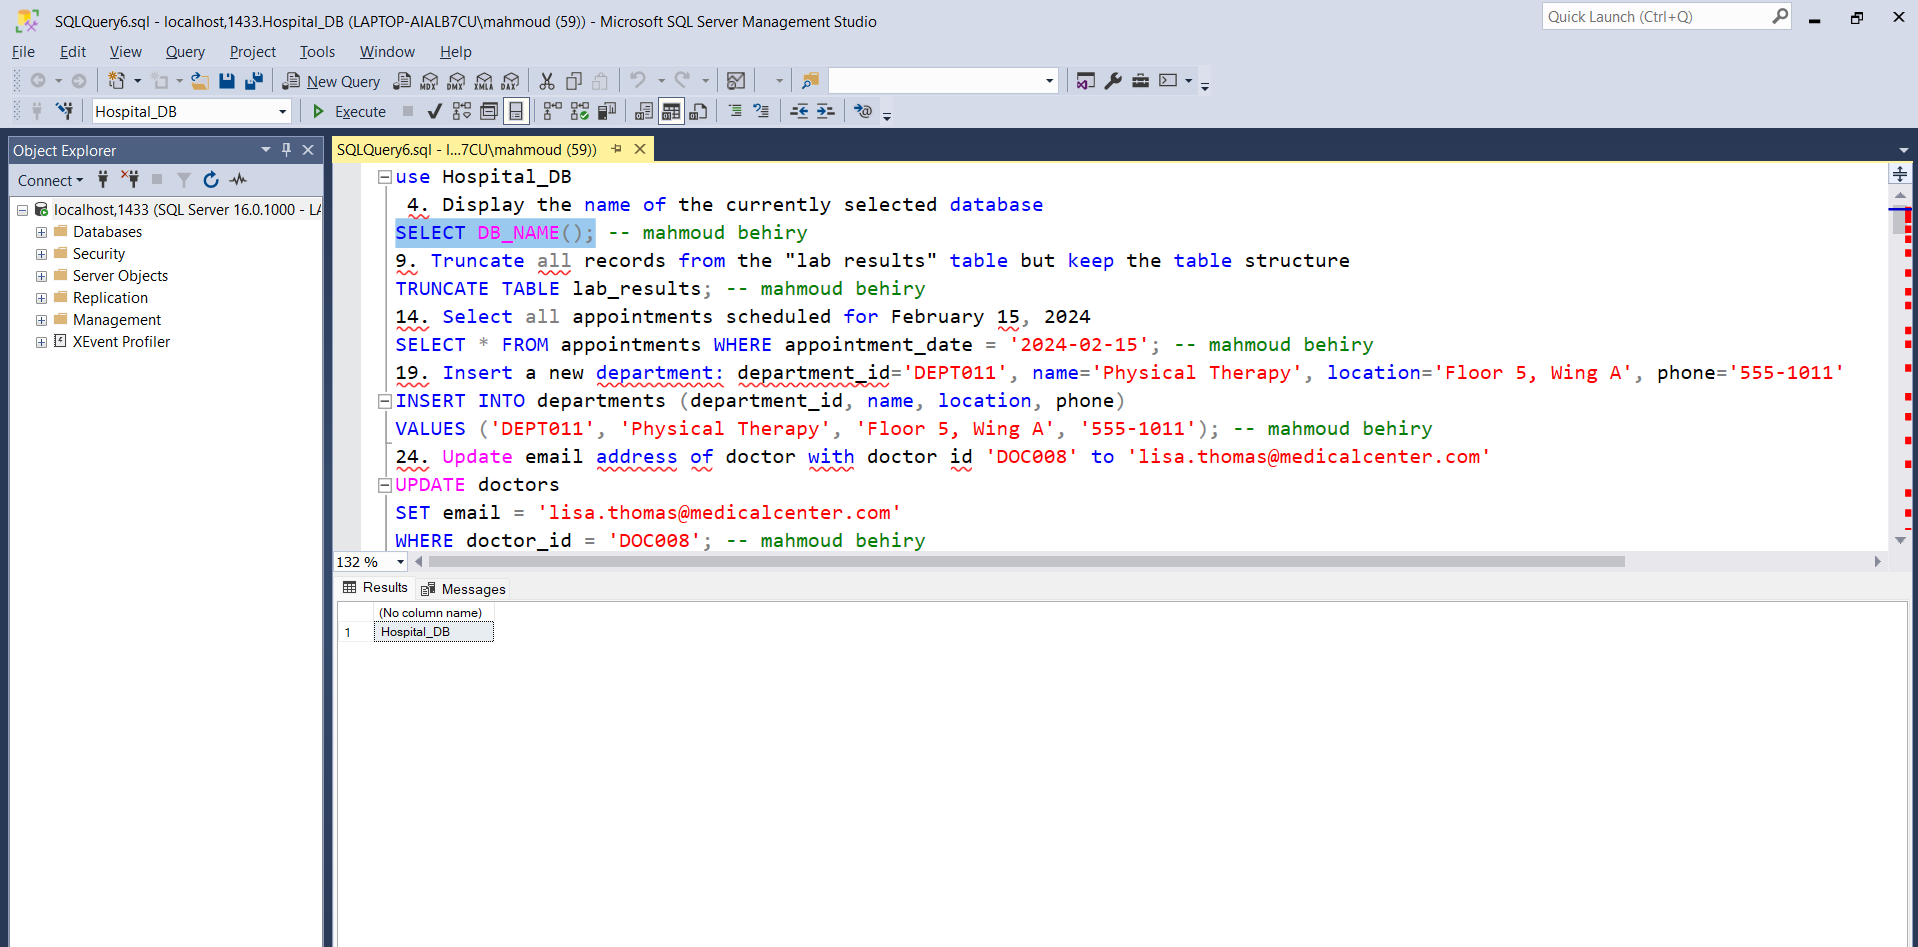 SQLQuery6.sql - localhost,1433.Hospital_DB (LAPTOP-AIALB7CU\mahmoud (59)) - Microsoft SQL Server Management Studio
Quick Launch (Ctrl+Q)
File Edit View Query Project Tools Window Help
New Query MDX DMX XMLA DAX
Hospital_DB Execute
Object Explorer
SQLQuery6.sql - l...7CU\mahmoud (59))
Connect
localhost,1433 (SQL Server 16.0.1000 - LA
Databases
Security
Server Objects
Replication
Management
XEvent Profiler
use Hospital_DB
4. Display the name of the currently selected database
SELECT DB_NAME(); -- mahmoud behiry
9. Truncate all records from the "lab results" table but keep the table structure
TRUNCATE TABLE lab_results; -- mahmoud behiry
14. Select all appointments scheduled for February 15, 2024
SELECT * FROM appointments WHERE appointment_date = '2024-02-15'; -- mahmoud behiry
19. Insert a new department: department_id='DEPT011', name='Physical Therapy', location='Floor 5, Wing A', phone='555-1011'
INSERT INTO departments (department_id, name, location, phone)
VALUES ('DEPT011', 'Physical Therapy', 'Floor 5, Wing A', '555-1011'); -- mahmoud behiry
24. Update email address of doctor with doctor id 'DOC008' to 'lisa.thomas@medicalcenter.com'
UPDATE doctors
SET email = 'lisa.thomas@medicalcenter.com'
WHERE doctor_id = 'DOC008'; -- mahmoud behiry
132 %
Results Messages
(No column name)
1 Hospital_DB